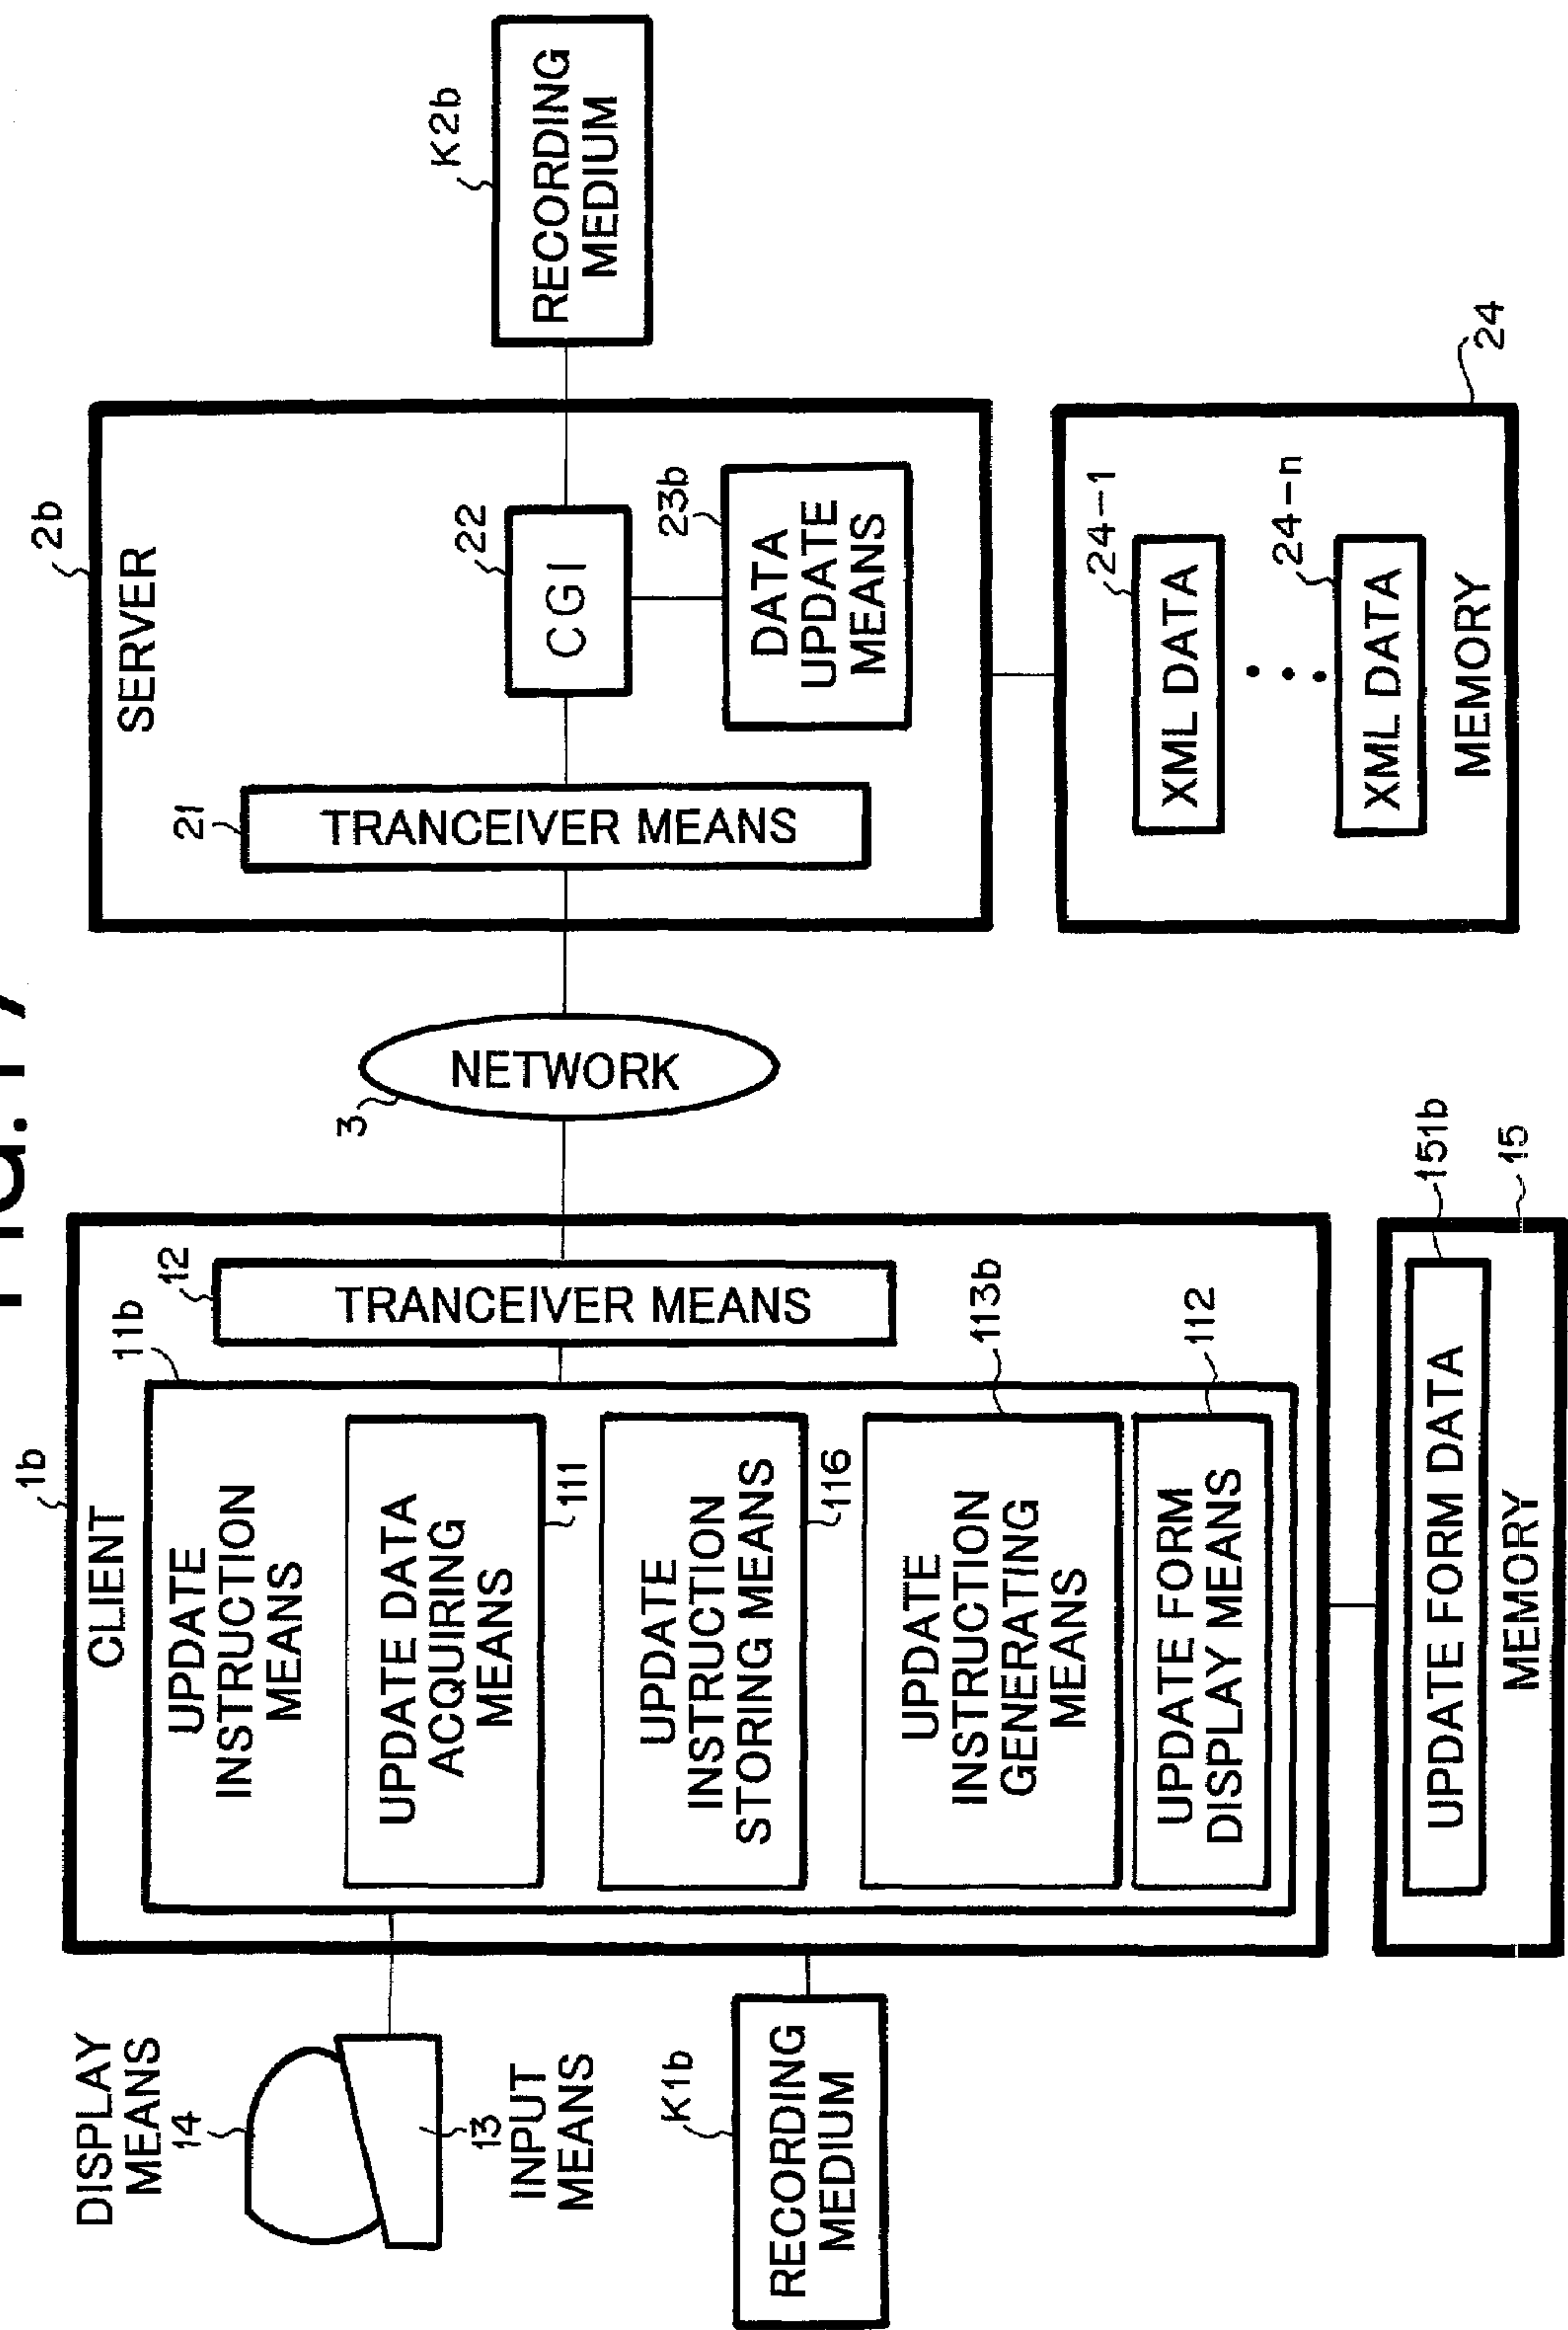 1b
CLIENT
11b
UPDATE
INSTRUCTION
MEANS
UPDATE DATA
ACQUIRING
MEANS
111
UPDATE
INSTRUCTION
STORING MEANS
116
UPDATE
INSTRUCTION
GENERATING
MEANS
113b
UPDATE FORM
DISPLAY MEANS
112
12
TRANCEIVER MEANS
DISPLAY
MEANS
14
13
INPUT
MEANS
K1b
RECORDING
MEDIUM
UPDATE FORM DATA
151b
MEMORY
15
3
NETWORK
2b
SERVER
21
TRANCEIVER MEANS
22
CGI
23b
DATA
UPDATE
MEANS
K2b
RECORDING
MEDIUM
24
24-1
XML DATA
24-n
XML DATA
MEMORY